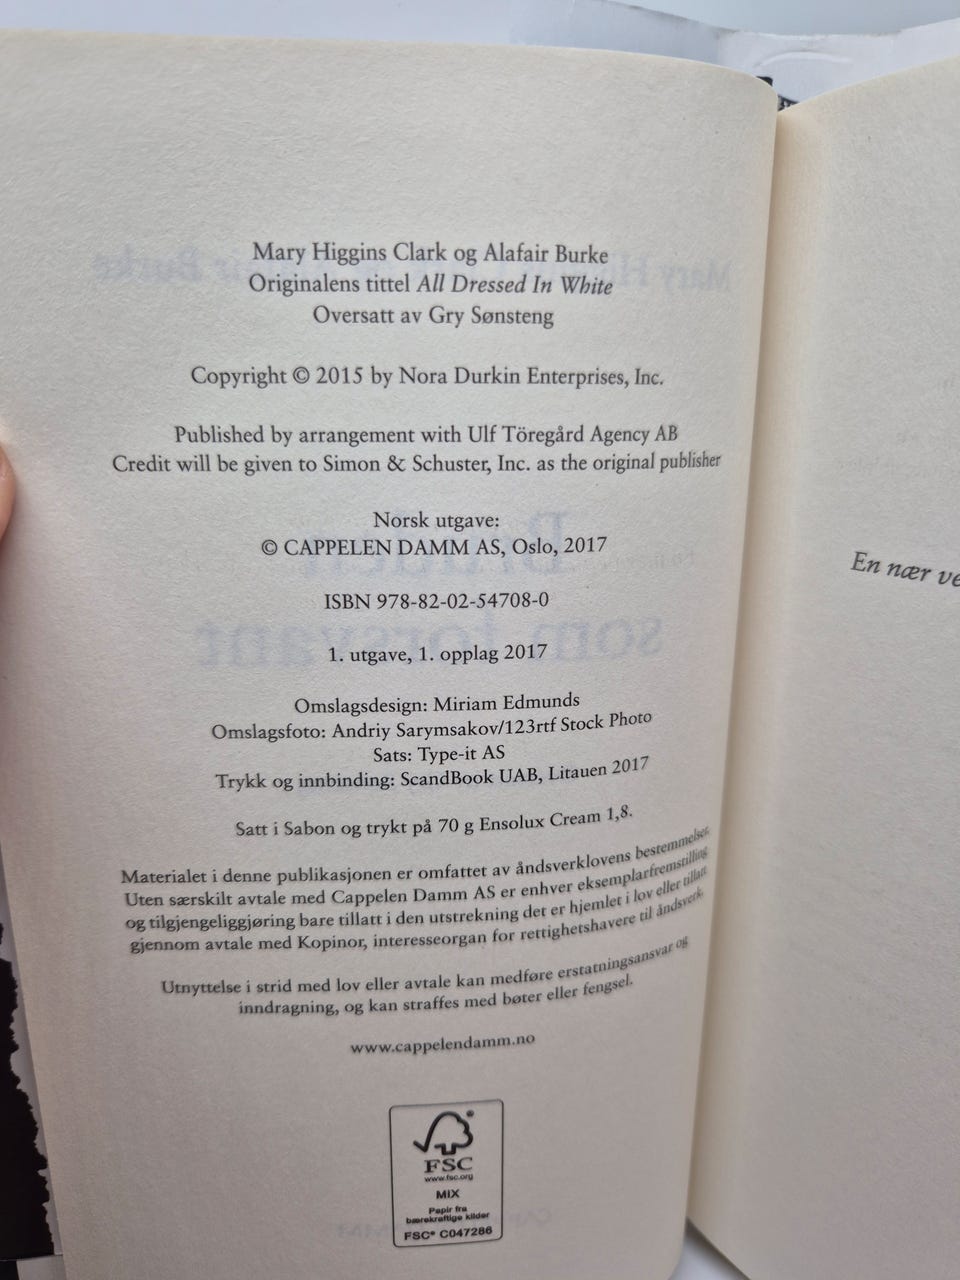 Mary Higgins Clark og Alafair Burke
Originalens tittel All Dressed In White
Oversatt av Gry Sønsteng
Copyright © 2015 by Nora Durkin Enterprises, Inc.
Published by arrangement with Ulf Töregård Agency AB
Credit will be given to Simon & Schuster, Inc. as the original publisher
Norsk utgave:
© CAPPELEN DAMM AS, Oslo, 2017
ISBN 978-82-02-54708-0
1. utgave, 1. opplag 2017
Omslagsdesign: Miriam Edmunds
Omslagsfoto: Andriy Sarymsakov/123rtf Stock Photo
Sats: Type-it AS
Trykk og innbinding: ScandBook UAB, Litauen 2017
Satt i Sabon og trykt på 70 g Ensolux Cream 1,8.
Materialet i denne publikasjonen er omfattet av åndsverklovens bestemmelser.
Uten særskilt avtale med Cappelen Damm AS er enhver eksemplarfremstilling
og tilgjengeliggjøring bare tillatt i den utstrekning det er hjemlet i lov eller tillatt
gjennom avtale med Kopinor, interesseorgan for rettighetshavere til åndsverk.
Utnyttelse i strid med lov eller avtale kan medføre erstatningsansvar og
inndragning, og kan straffes med bøter eller fengsel.
www.cappelendamm.no
FSC
www.fsc.org
MIX
Papir fra
bærekraftige kilder
FSC® C047286
En nær